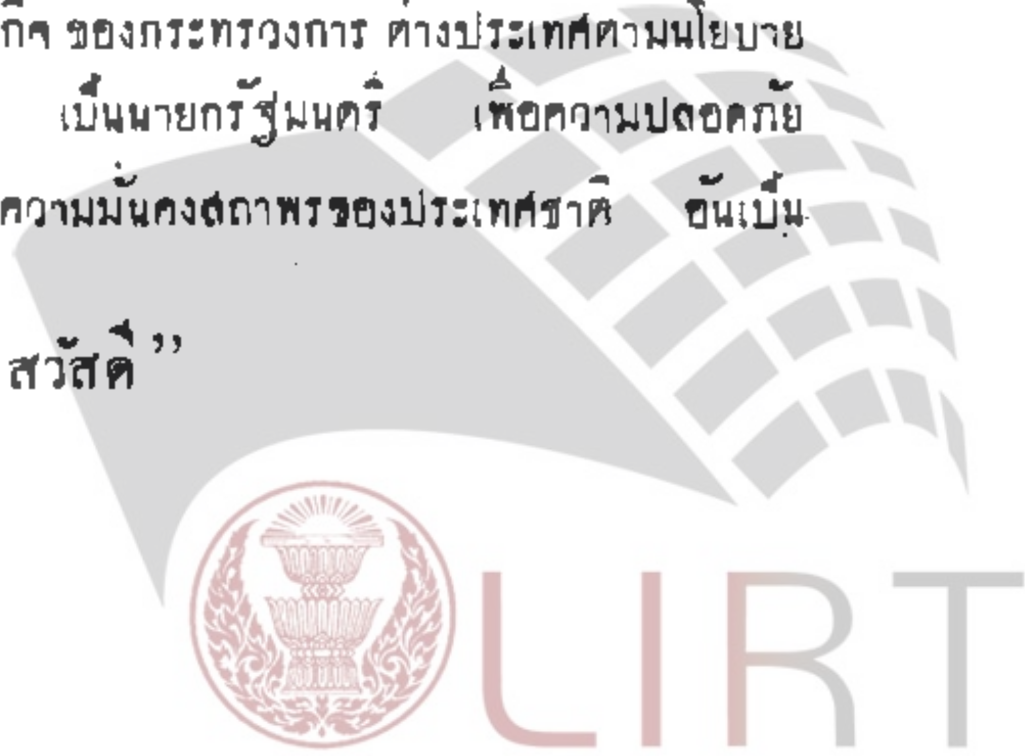 กิจ ของกระทรวงการ ต่างประเทศตามนโยบาย
เป็นนายกรัฐมนตรี เพื่อความปลอดภัย
ความมั่นคงสถาพรของประเทศชาติ อันเป็น
สวัสดี ”
LIRT